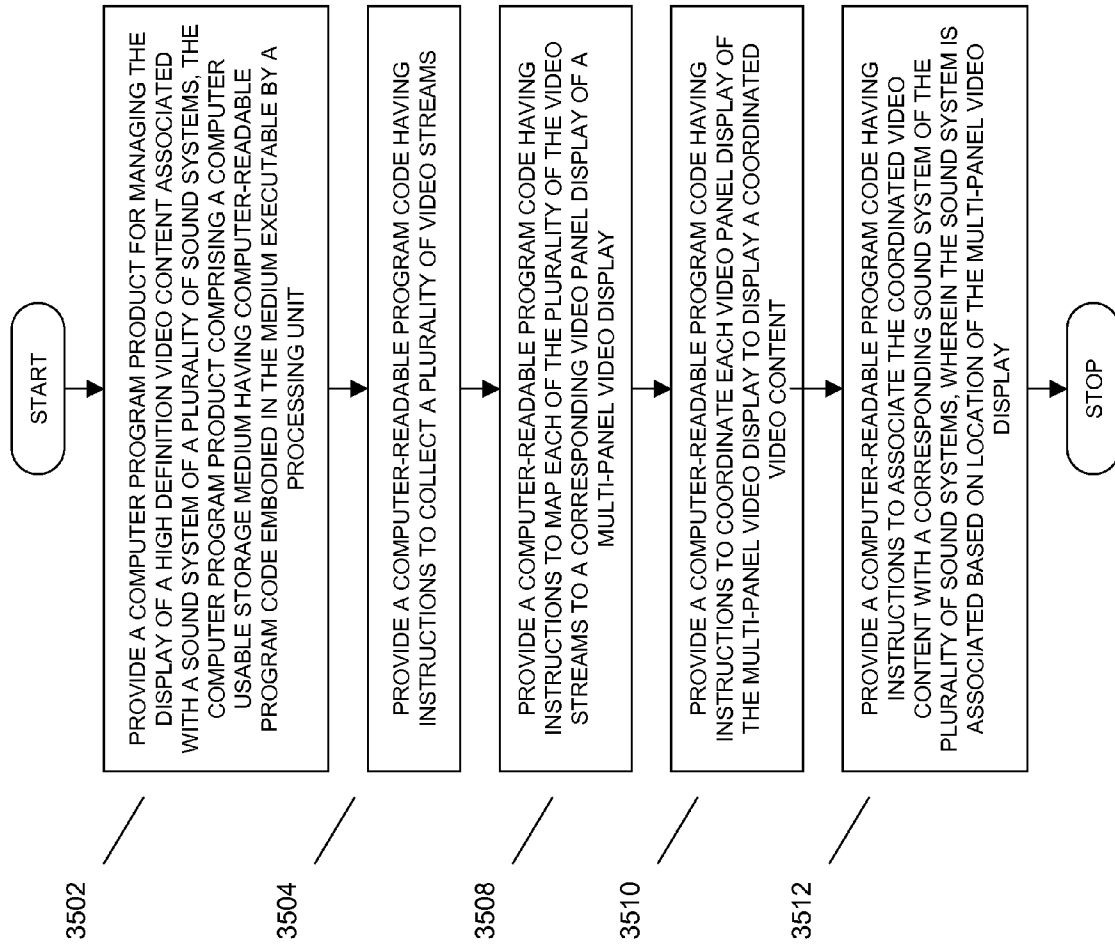 START
3502
PROVIDE A COMPUTER PROGRAM PRODUCT FOR MANAGING THE
DISPLAY OF A HIGH DEFINITION VIDEO CONTENT ASSOCIATED
WITH A SOUND SYSTEM OF A PLURALITY OF SOUND SYSTEMS, THE
COMPUTER PROGRAM PRODUCT COMPRISING A COMPUTER
USABLE STORAGE MEDIUM HAVING COMPUTER-READABLE
PROGRAM CODE EMBODIED IN THE MEDIUM EXECUTABLE BY A
PROCESSING UNIT
3504
PROVIDE A COMPUTER-READABLE PROGRAM CODE HAVING
INSTRUCTIONS TO COLLECT A PLURALITY OF VIDEO STREAMS
3508
PROVIDE A COMPUTER-READABLE PROGRAM CODE HAVING
INSTRUCTIONS TO MAP EACH OF THE PLURALITY OF THE VIDEO
STREAMS TO A CORRESPONDING VIDEO PANEL DISPLAY OF A
MULTI-PANEL VIDEO DISPLAY
3510
PROVIDE A COMPUTER-READABLE PROGRAM CODE HAVING
INSTRUCTIONS TO COORDINATE EACH VIDEO PANEL DISPLAY OF
THE MULTI-PANEL VIDEO DISPLAY TO DISPLAY A COORDINATED
VIDEO CONTENT
3512
PROVIDE A COMPUTER-READABLE PROGRAM CODE HAVING
INSTRUCTIONS TO ASSOCIATE THE COORDINATED VIDEO
CONTENT WITH A CORRESPONDING SOUND SYSTEM OF THE
PLURALITY OF SOUND SYSTEMS, WHEREIN THE SOUND SYSTEM IS
ASSOCIATED BASED ON LOCATION OF THE MULTI-PANEL VIDEO
DISPLAY
STOP